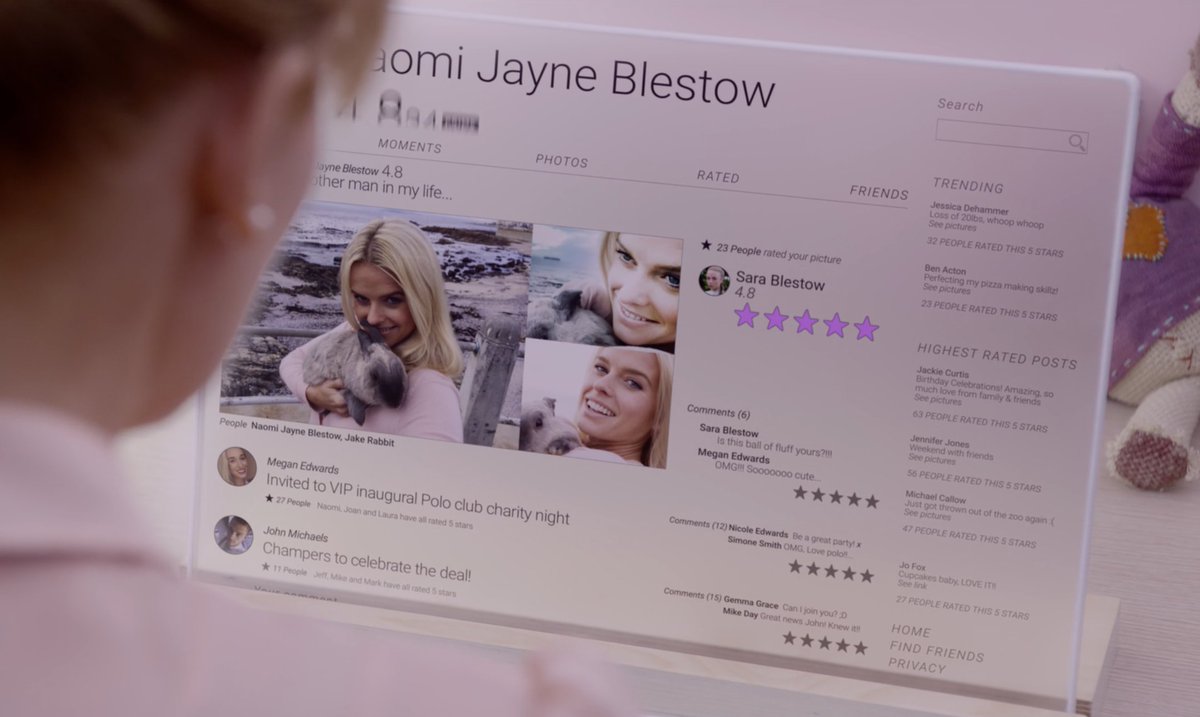 aomi Jayne Blestow
MOMENTS
PHOTOS
RATED
FRIENDS
Jayne Blestow 4.8
other man in my life...
People Naomi Jayne Blestow, Jake Rabbit
Megan Edwards
Invited to VIP inaugural Polo club charity night
★ 27 People Naomi, Joan and Laura have all rated 5 stars
John Michaels
Champers to celebrate the deal!
★ 11 People Jeff, Mike and Mark have all rated 5 stars
★ 23 People rated your picture
Sara Blestow
4.8
Comments (6)
Sara Blestow
Is this ball of fluff yours?!!!
Megan Edwards
OMG!!! Sooooooo cute...
Comments (12) Nicole Edwards Be a great party! x
Simone Smith OMG, Love polo!!..
Comments (15) Gemma Grace Can I join you? ;D
Mike Day Great news John! Knew it!!
Search
TRENDING
Jessica Dehammer
Loss of 20lbs, whoop whoop
See pictures
32 PEOPLE RATED THIS 5 STARS
Ben Acton
Perfecting my pizza making skillz!
See pictures
23 PEOPLE RATED THIS 5 STARS
HIGHEST RATED POSTS
Jackie Curtis
Birthday Celebrations! Amazing, so
much love from family & friends
See pictures
63 PEOPLE RATED THIS 5 STARS
Jennifer Jones
Weekend with friends
See pictures
56 PEOPLE RATED THIS 5 STARS
Michael Callow
Just got thrown out of the zoo again :(
See pictures
47 PEOPLE RATED THIS 5 STARS
Jo Fox
Cupcakes baby, LOVE IT!!
See link
27 PEOPLE RATED THIS 5 STARS
HOME
FIND FRIENDS
PRIVACY